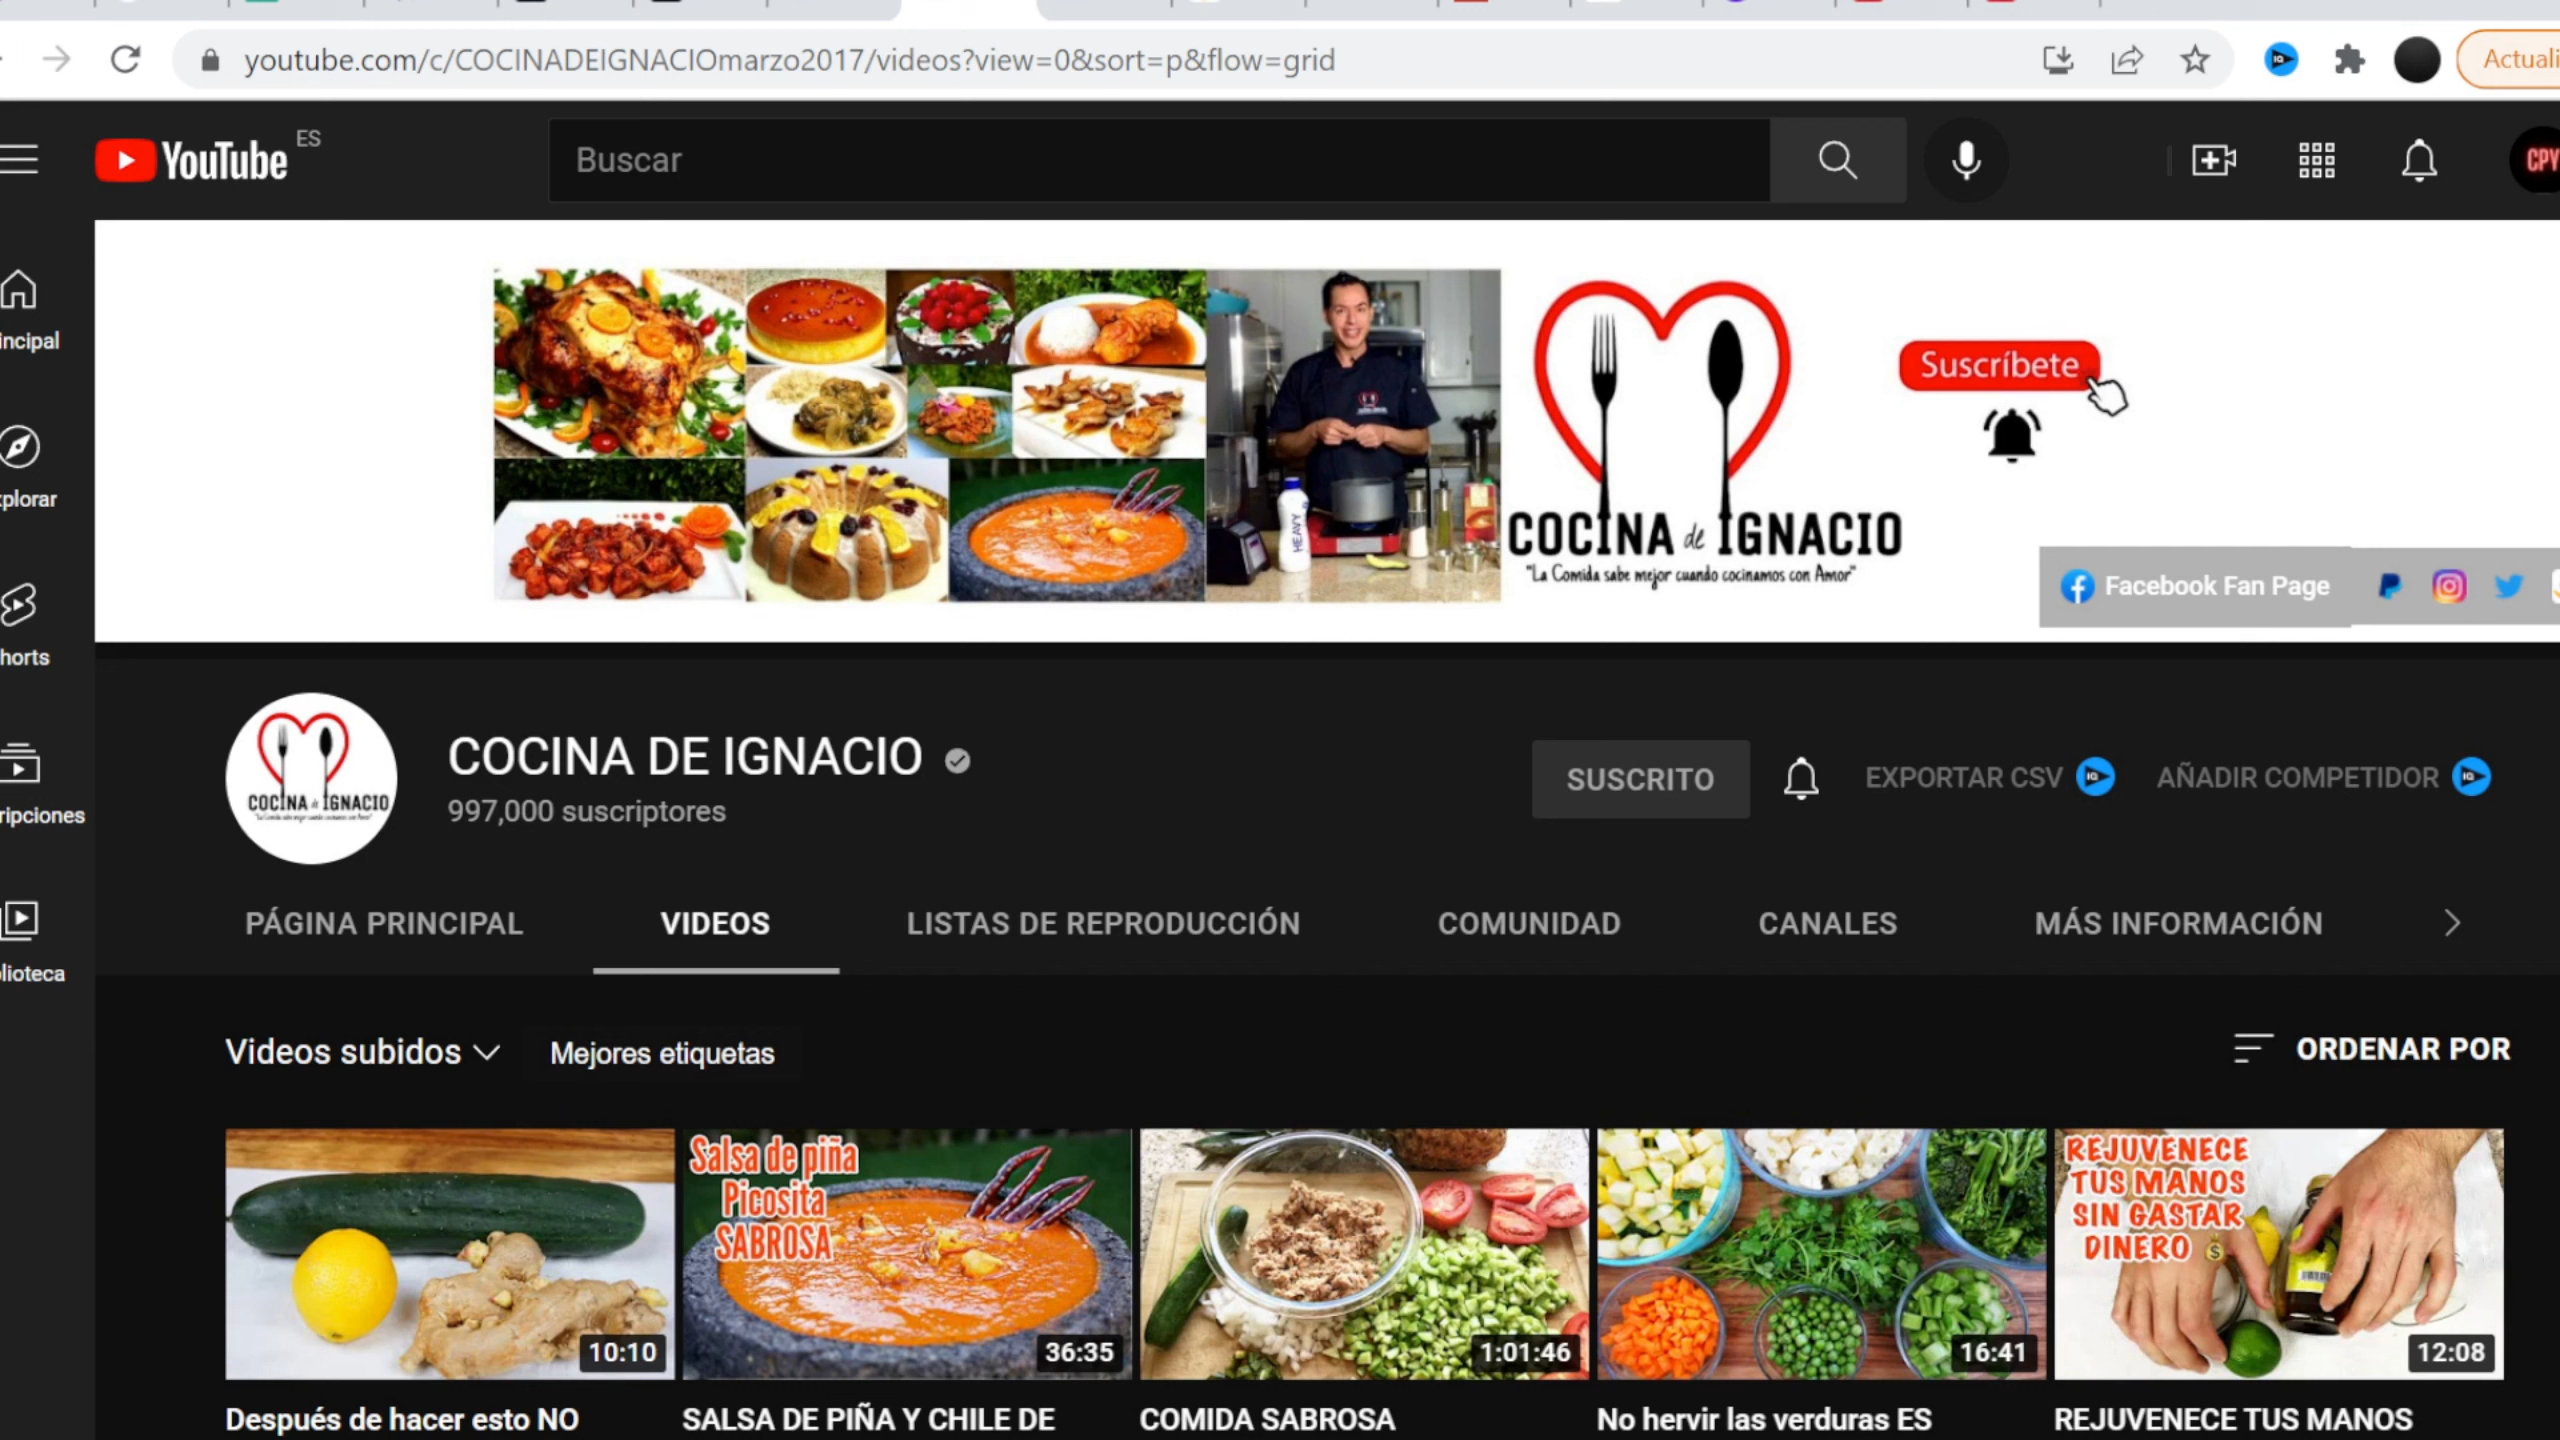 youtube.com/c/COCINADEIGNACIOmarzo2017/videos?view=0&sort=p&flow=grid
Actuali
YouTube ES
Buscar
CPY
incipal
plorar
horts
ripciones
lioteca
HEAVY
COCINA de IGNACIO
"La Comida sabe mejor cuando cocinamos con Amor"
Suscríbete
Facebook Fan Page
COCINA de IGNACIO
COCINA DE IGNACIO
997,000 suscriptores
SUSCRITO
EXPORTAR CSV
AÑADIR COMPETIDOR
PÁGINA PRINCIPAL
VIDEOS
LISTAS DE REPRODUCCIÓN
COMUNIDAD
CANALES
MÁS INFORMACIÓN
Videos subidos
Mejores etiquetas
ORDENAR POR
10:10
Salsa de piña
Picosita
SABROSA
36:35
1:01:46
16:41
REJUVENECE
TUS MANOS
SIN GASTAR
DINERO
12:08
Después de hacer esto NO
SALSA DE PIÑA Y CHILE DE
COMIDA SABROSA
No hervir las verduras ES
REJUVENECE TUS MANOS